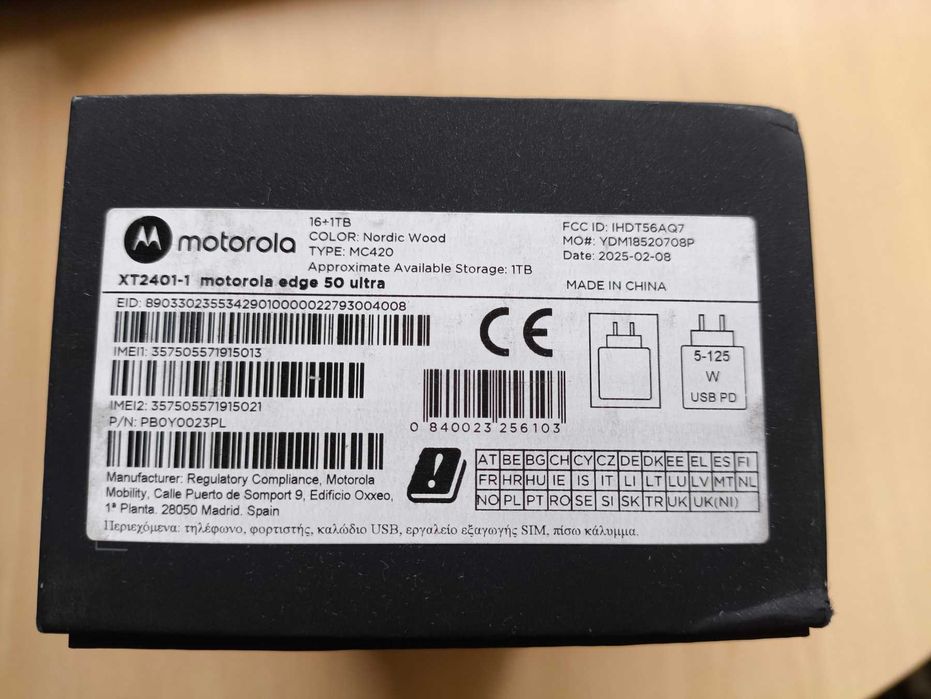 motorola
16+1TB
COLOR: Nordic Wood
TYPE: MC420
Approximate Available Storage: 1TB
FCC ID: IHDT56AQ7
MO#: YDM18520708P
Date: 2025-02-08
XT2401-1 motorola edge 50 ultra
MADE IN CHINA
EID: 89033023553429010000022793004008
IMEI1: 357505571915013
IMEI2: 357505571915021
P/N: PB0Y0023PL
CE
5-125
W
USB PD
0 840023 256103
Manufacturer: Regulatory Compliance, Motorola
Mobility, Calle Puerto de Somport 9, Edificio Oxxeo,
1ª Planta. 28050 Madrid. Spain
AT BE BG CH CY CZ DE DK EE EL ES FI
FR HR HU IE IS IT LI LT LU LV MT NL
NO PL PT RO SE SI SK TR UK UK(NI)
Περιεχόμενα: τηλέφωνο, φορτιστής, καλώδιο USB, εργαλείο εξαγωγής SIM, πίσω κάλυμμα.